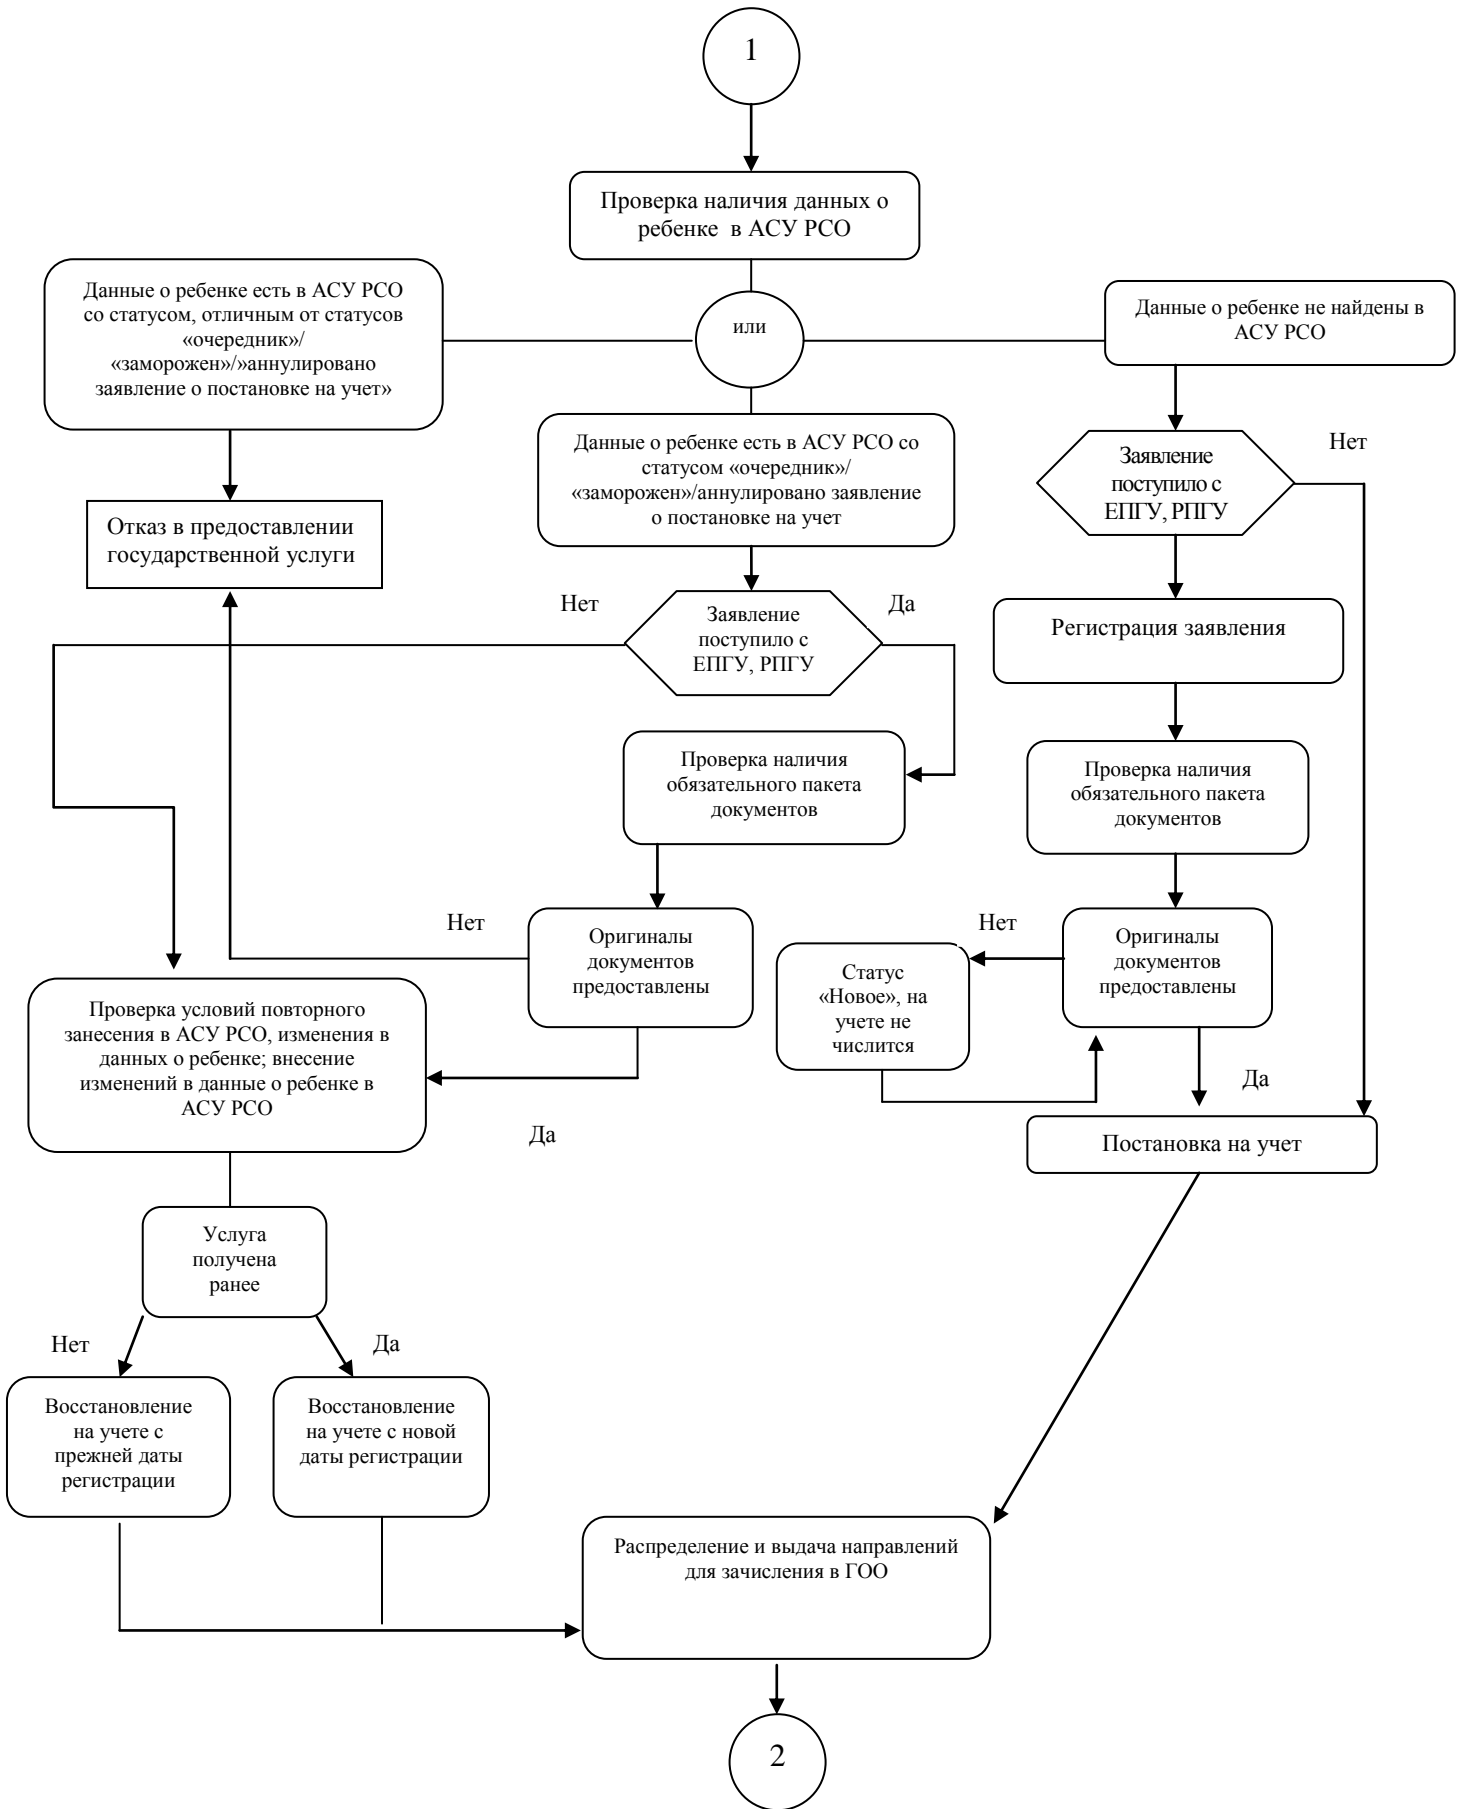 1
Проверка наличия данных о
ребенке в АСУ РСО
Данные о ребенке есть в АСУ РСО
со статусом, отличным от статусов
«очередник»/
«заморожен»/»аннулировано
заявление о постановке на учет»
или
Данные о ребенке не найдены в
АСУ РСО
Данные о ребенке есть в АСУ РСО со
статусом «очередник»/
«заморожен»/аннулировано заявление
о постановке на учет
Заявление
поступило с
ЕПГУ, РПГУ
Нет
Отказ в предоставлении
государственной услуги
Нет
Заявление
поступило с
ЕПГУ, РПГУ
Да
Регистрация заявления
Проверка наличия
обязательного пакета
документов
Проверка наличия
обязательного пакета
документов
Нет
Оригиналы
документов
предоставлены
Нет
Статус
«Новое», на
учете не
числится
Оригиналы
документов
предоставлены
Проверка условий повторного
занесения в АСУ РСО, изменения в
данных о ребенке; внесение
изменений в данные о ребенке в
АСУ РСО
Да
Да
Постановка на учет
Услуга
получена
ранее
Нет
Да
Восстановление
на учете с
прежней даты
регистрации
Восстановление
на учете с новой
даты регистрации
Распределение и выдача направлений
для зачисления в ГОО
2